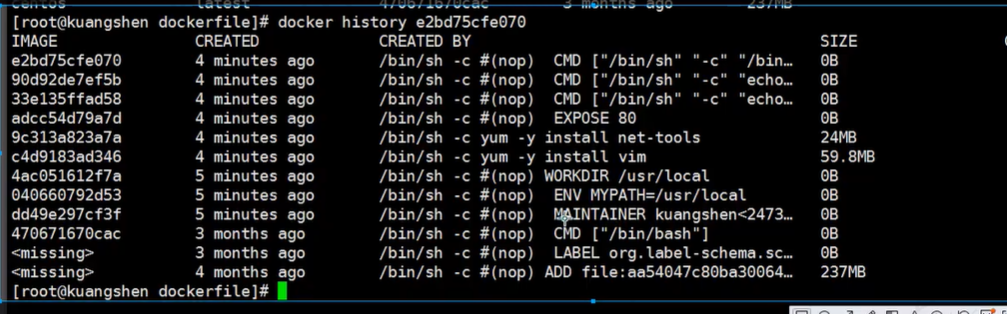 centos latest 470671670cac 3 months ago 237MB
[root@kuangshen dockerfile]# docker history e2bd75cfe070
IMAGE CREATED CREATED BY SIZE
e2bd75cfe070 4 minutes ago /bin/sh -c #(nop) CMD ["/bin/sh" "-c" "/bin… 0B
90d92de7ef5b 4 minutes ago /bin/sh -c #(nop) CMD ["/bin/sh" "-c" "echo… 0B
33e135ffad58 4 minutes ago /bin/sh -c #(nop) CMD ["/bin/sh" "-c" "echo… 0B
adcc54d79a7d 4 minutes ago /bin/sh -c #(nop) EXPOSE 80 0B
9c313a823a7a 4 minutes ago /bin/sh -c yum -y install net-tools 24MB
c4d9183ad346 4 minutes ago /bin/sh -c yum -y install vim 59.8MB
4ac051612f7a 5 minutes ago /bin/sh -c #(nop) WORKDIR /usr/local 0B
040660792d53 5 minutes ago /bin/sh -c #(nop) ENV MYPATH=/usr/local 0B
dd49e297cf3f 5 minutes ago /bin/sh -c #(nop) MAINTAINER kuangshen<2473… 0B
470671670cac 3 months ago /bin/sh -c #(nop) CMD ["/bin/bash"] 0B
<missing> 3 months ago /bin/sh -c #(nop) LABEL org.label-schema.sc… 0B
<missing> 4 months ago /bin/sh -c #(nop) ADD file:aa54047c80ba30064… 237MB
[root@kuangshen dockerfile]#